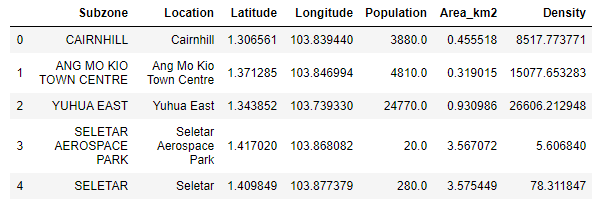 Subzone Location Latitude Longitude Population Area_km2 Density
0 CAIRNHILL Cairnhill 1.306561 103.839440 3880.0 0.455518 8517.773771
1 ANG MO KIO TOWN CENTRE Ang Mo Kio Town Centre 1.371285 103.846994 4810.0 0.319015 15077.653283
2 YUHUA EAST Yuhua East 1.343852 103.739330 24770.0 0.930986 26606.212948
3 SELETAR AEROSPACE PARK Seletar Aerospace Park 1.417020 103.868082 20.0 3.567072 5.606840
4 SELETAR Seletar 1.409849 103.877379 280.0 3.575449 78.311847